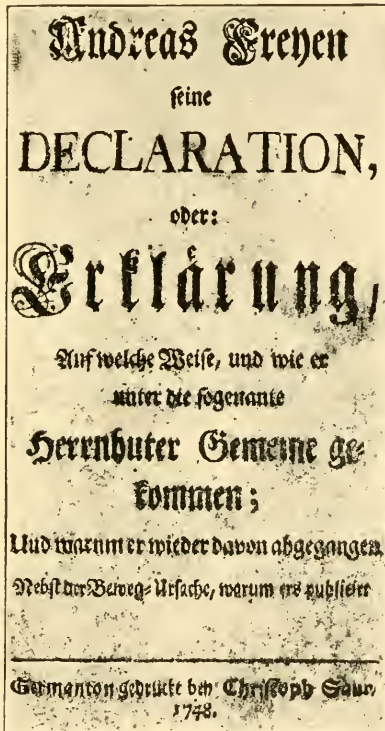 Andreas Freyen
seine
DECLARATION,
oder:
Erklärung,
Auf welche Weise, und wie er
unter die sogenante
Herrnhuter Gemeine ge-
kommen;
Und warum er wieder davon abgegangen.
Nebst der Beweg-Ursache, warum ers publiciert
Germanton gedruckt bey Christoph Saur,
1748.